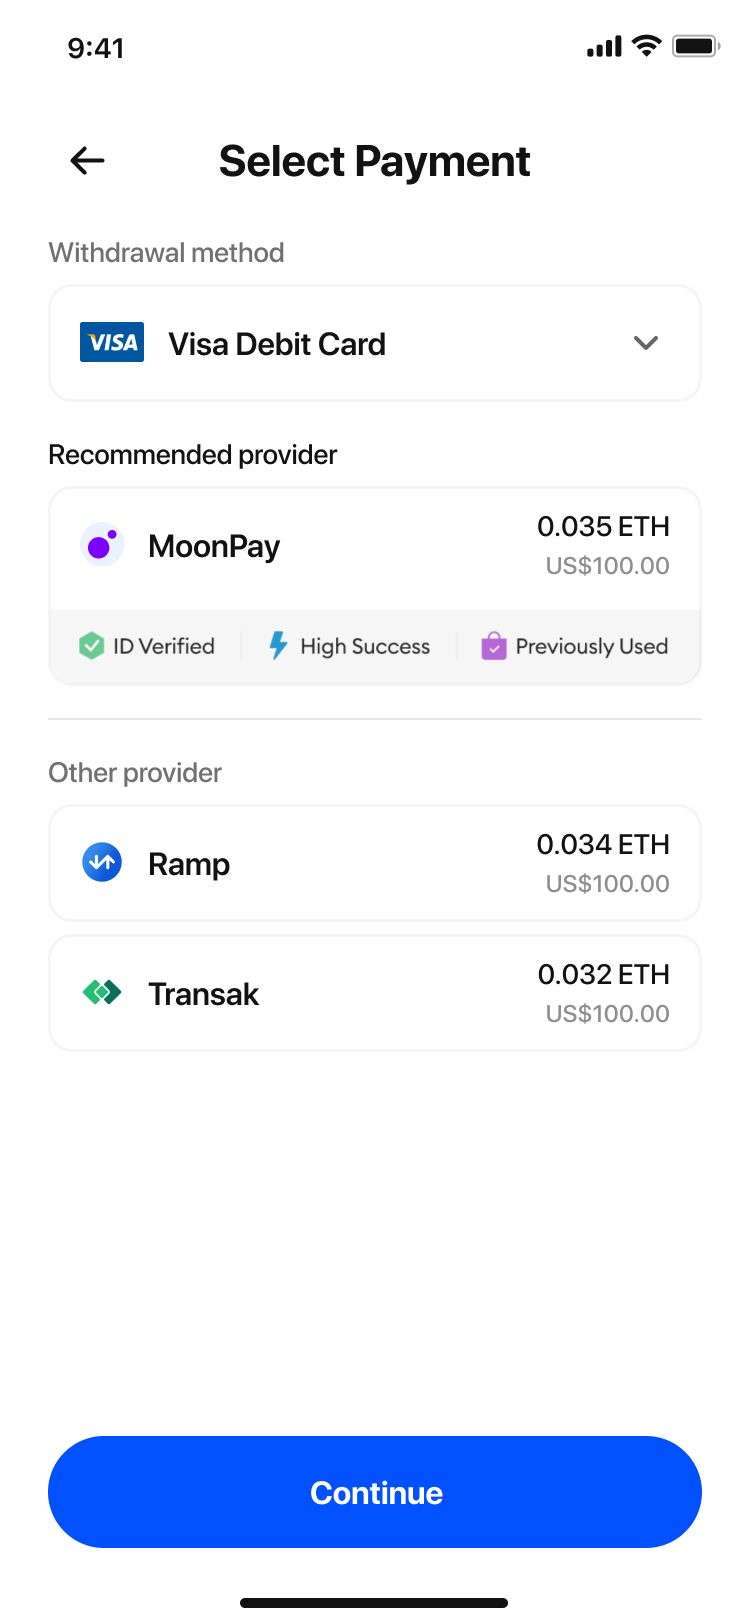 9:41
Select Payment
Withdrawal method
VISA Visa Debit Card
Recommended provider
MoonPay
0.035 ETH
US$100.00
ID Verified
High Success
Previously Used
Other provider
Ramp
0.034 ETH
US$100.00
Transak
0.032 ETH
US$100.00
Continue